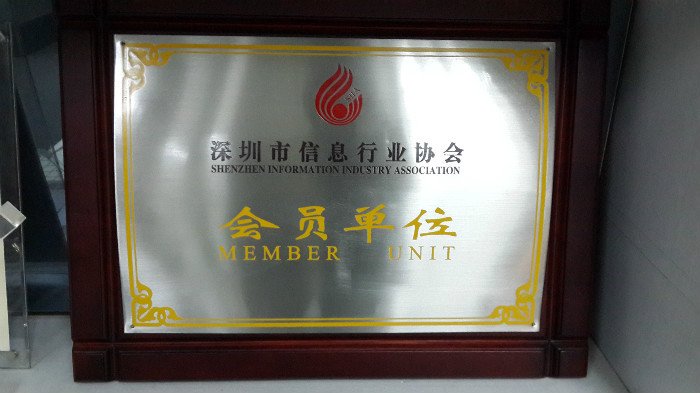 深圳市信息行业协会
SHENZHEN INFORMATION INDUSTRY ASSOCIATION
会员单位
MEMBER UNIT